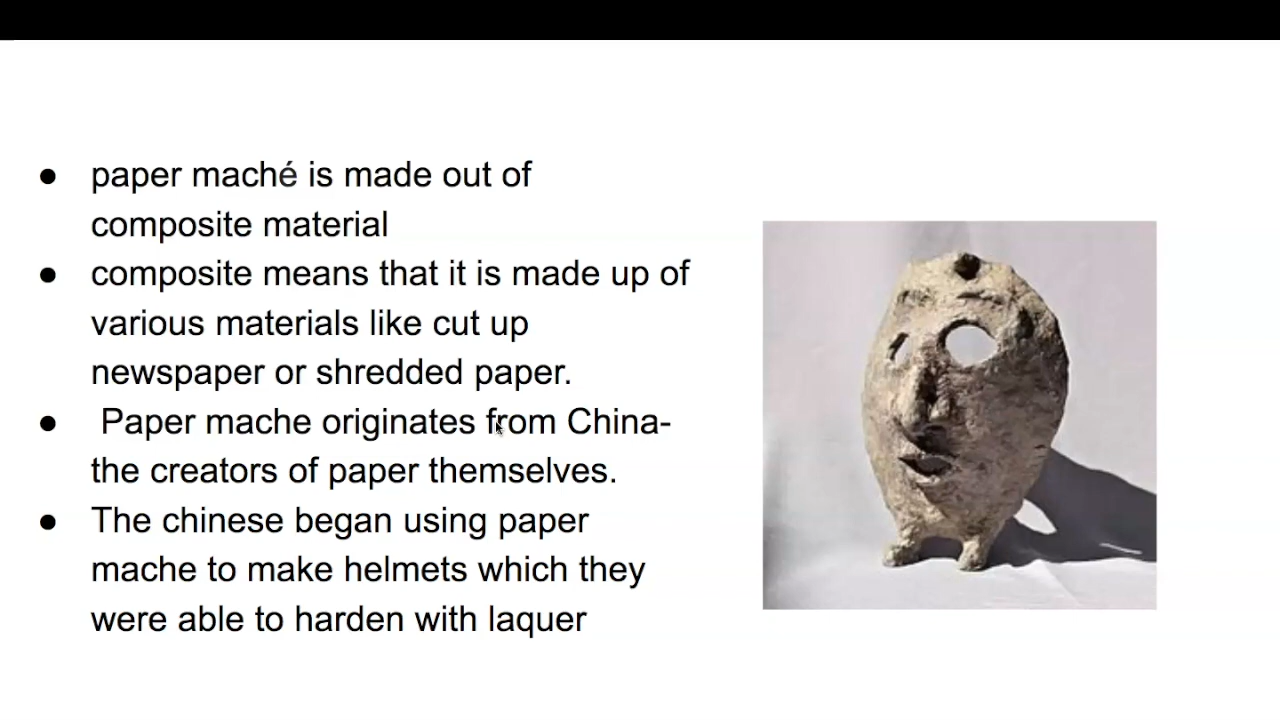 ● paper maché is made out of
composite material
● composite means that it is made up of
various materials like cut up
newspaper or shredded paper.
● Paper mache originates from China-
the creators of paper themselves.
● The chinese began using paper
mache to make helmets which they
were able to harden with laquer